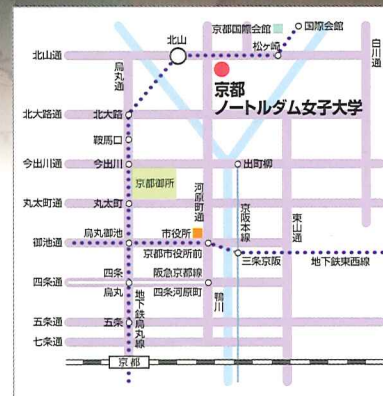 国際会館
京都国際会館
北山
松ヶ崎
白川通
北山通
烏丸通
京都
ノートルダム女子大学
北大路通
北大路
鞍馬口
今出川通
今出川
出町柳
京都御所
河原町通
京阪本線
東山通
丸太町通
丸太町
烏丸御池
市役所
御池通
京都市役所前
三条京阪
地下鉄東西線
四条通
四条
烏丸
阪急京都線
四条河原町
鴨川
地下鉄烏丸線
五条通
五条
七条通
京都